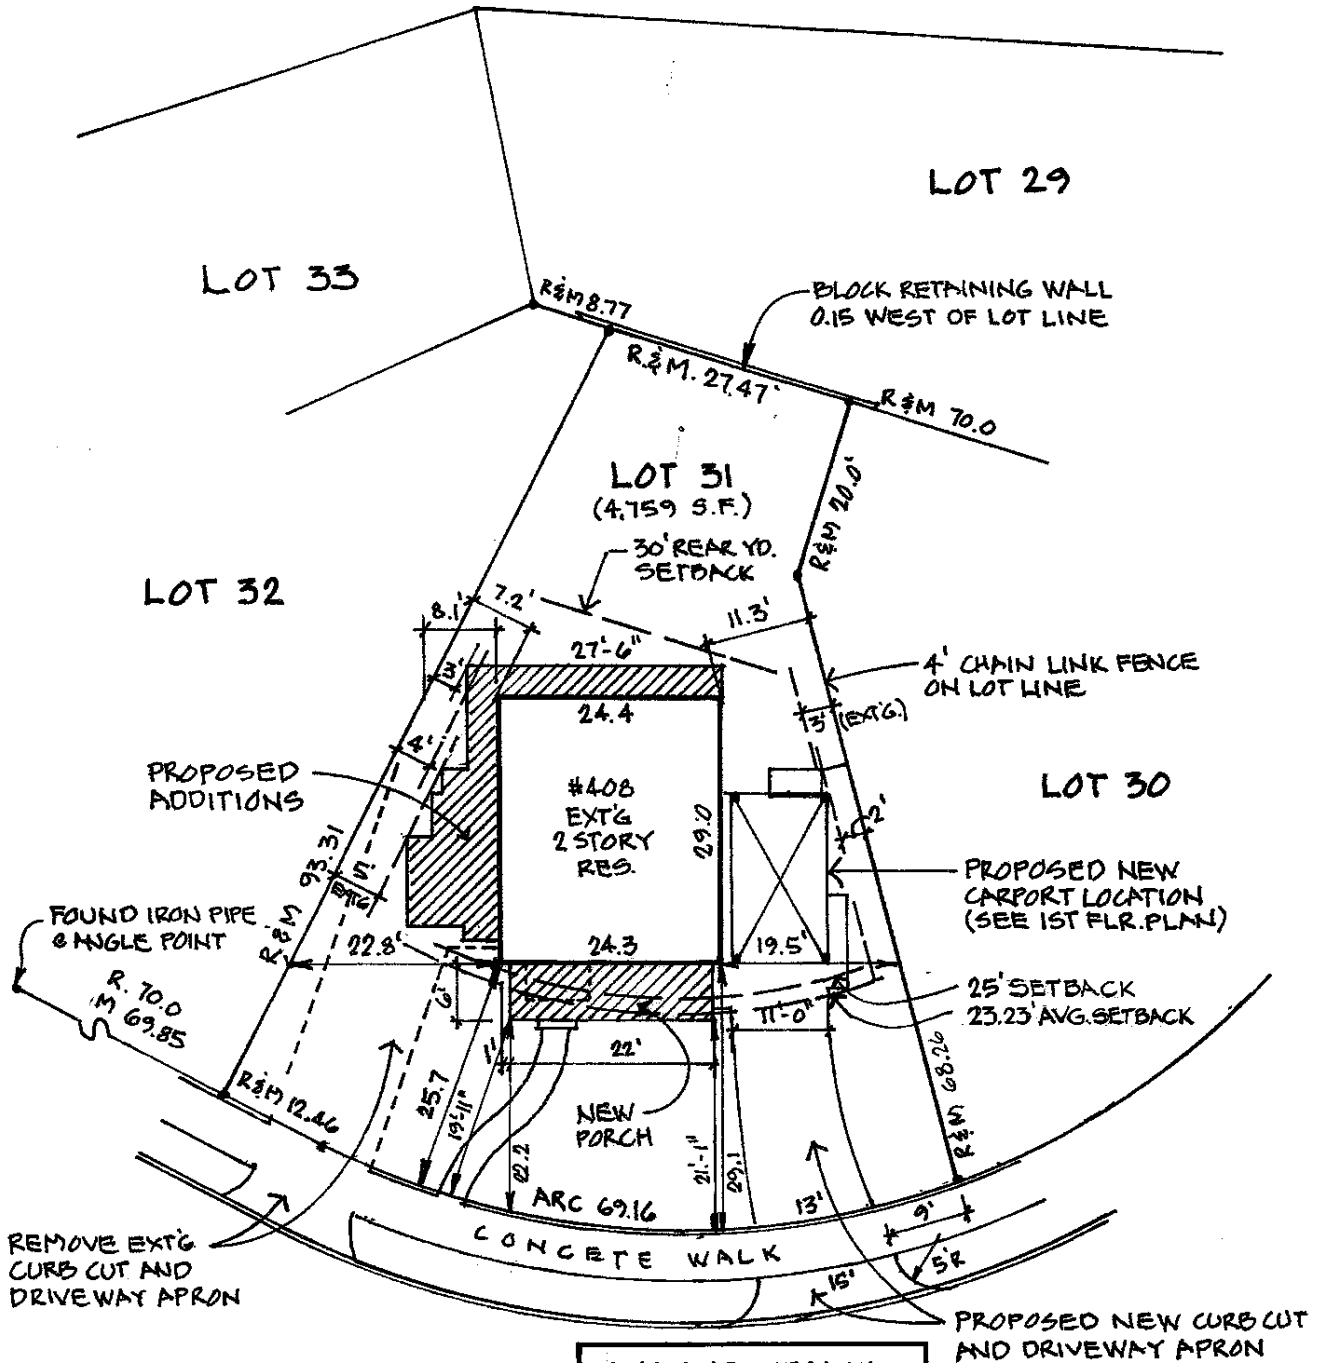 LOT 29
LOT 33
R&M 8.77
BLOCK RETAINING WALL
0.15 WEST OF LOT LINE
R.&M. 27.47'
R&M 70.0
LOT 31
(4,759 S.F.)
R&M 20.0'
30' REAR YD.
SETBACK
LOT 32
8.1'
7.2'
11.3'
27'-6"
4' CHAIN LINK FENCE
ON LOT LINE
3'
24.4
3' (EXT'G.)
4'
PROPOSED
ADDITIONS
#408
EXT'G
2 STORY
RES.
29.0
LOT 30
2'
R.&M 93.31
5'
EXT'G
PROPOSED NEW
CARPORT LOCATION
(SEE 1ST FLR. PLAN)
FOUND IRON PIPE
@ ANGLE POINT
22.8'
24.3
19.5'
R. 70.0
M 69.85
6'
25' SETBACK
23.23' AVG. SETBACK
11'-0"
1'
22'
R&M 12.46
25.7
19'-11"
NEW
PORCH
R&M 68.26
22.2
21'-1"
29.1
ARC 69.16
13'
9'
CONCETE WALK
5'R
15'
REMOVE EXT'G
CURB CUT AND
DRIVEWAY APRON
PROPOSED NEW CURB CUT
AND DRIVEWAY APRON